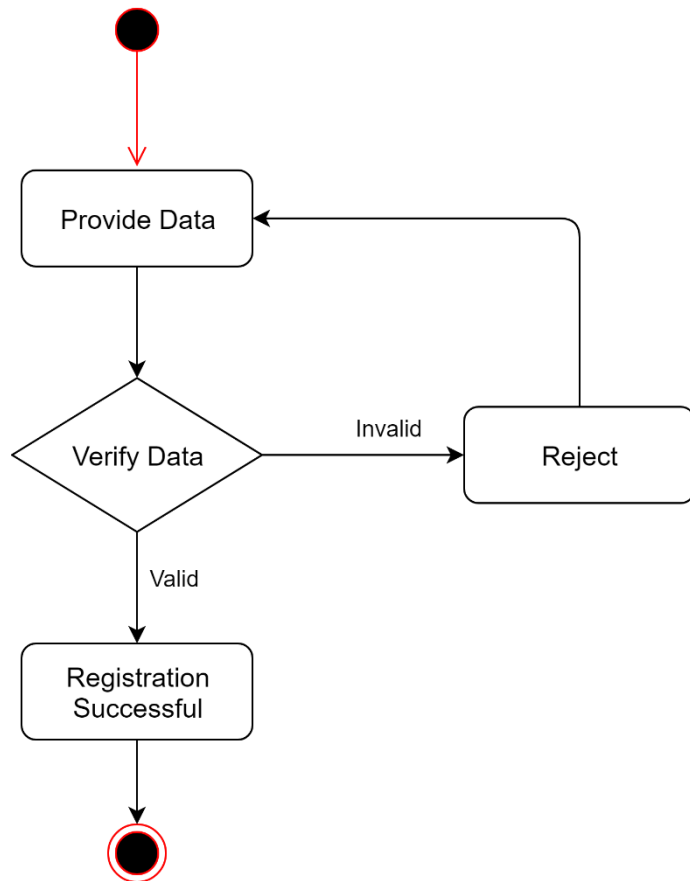 Provide Data
Verify Data
Invalid
Reject
Valid
Registration
Successful